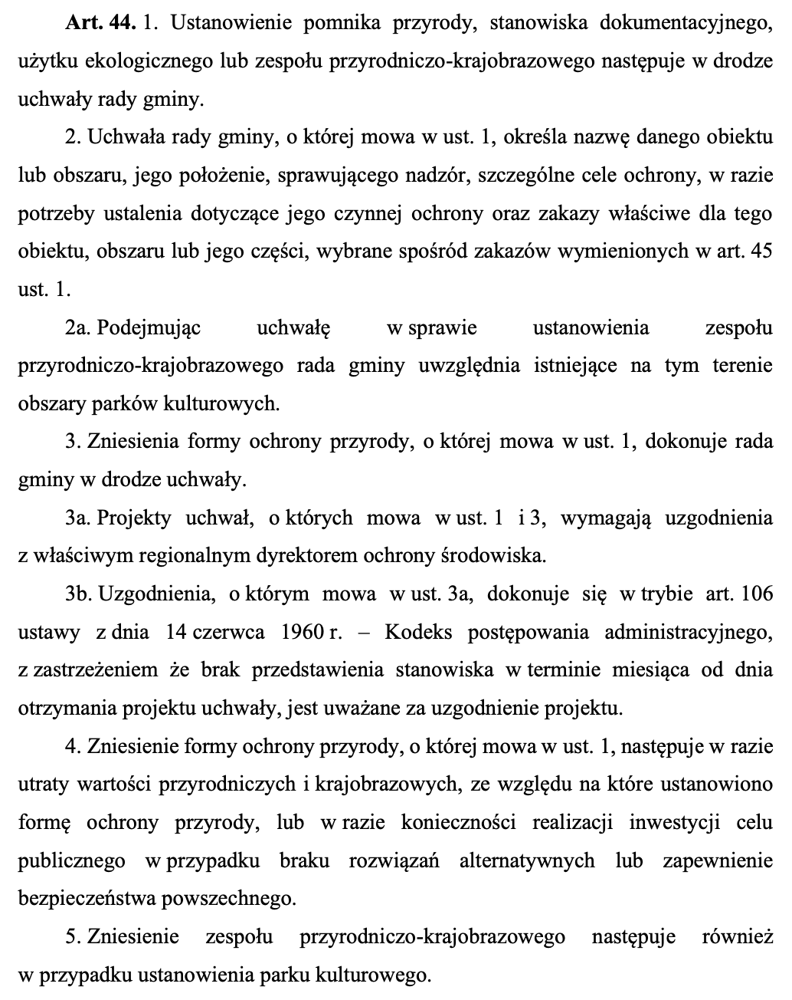 Art. 44. 1. Ustanowienie pomnika przyrody, stanowiska dokumentacyjnego,
użytku ekologicznego lub zespołu przyrodniczo-krajobrazowego następuje w drodze
uchwały rady gminy.
2. Uchwała rady gminy, o której mowa w ust. 1, określa nazwę danego obiektu
lub obszaru, jego położenie, sprawującego nadzór, szczególne cele ochrony, w razie
potrzeby ustalenia dotyczące jego czynnej ochrony oraz zakazy właściwe dla tego
obiektu, obszaru lub jego części, wybrane spośród zakazów wymienionych w art. 45
ust. 1.
2a. Podejmując uchwałę w sprawie ustanowienia zespołu
przyrodniczo-krajobrazowego rada gminy uwzględnia istniejące na tym terenie
obszary parków kulturowych.
3. Zniesienia formy ochrony przyrody, o której mowa w ust. 1, dokonuje rada
gminy w drodze uchwały.
3a. Projekty uchwał, o których mowa w ust. 1 i 3, wymagają uzgodnienia
z właściwym regionalnym dyrektorem ochrony środowiska.
3b. Uzgodnienia, o którym mowa w ust. 3a, dokonuje się w trybie art. 106
ustawy z dnia 14 czerwca 1960 r. – Kodeks postępowania administracyjnego,
z zastrzeżeniem że brak przedstawienia stanowiska w terminie miesiąca od dnia
otrzymania projektu uchwały, jest uważane za uzgodnienie projektu.
4. Zniesienie formy ochrony przyrody, o której mowa w ust. 1, następuje w razie
utraty wartości przyrodniczych i krajobrazowych, ze względu na które ustanowiono
formę ochrony przyrody, lub w razie konieczności realizacji inwestycji celu
publicznego w przypadku braku rozwiązań alternatywnych lub zapewnienie
bezpieczeństwa powszechnego.
5. Zniesienie zespołu przyrodniczo-krajobrazowego następuje również
w przypadku ustanowienia parku kulturowego.